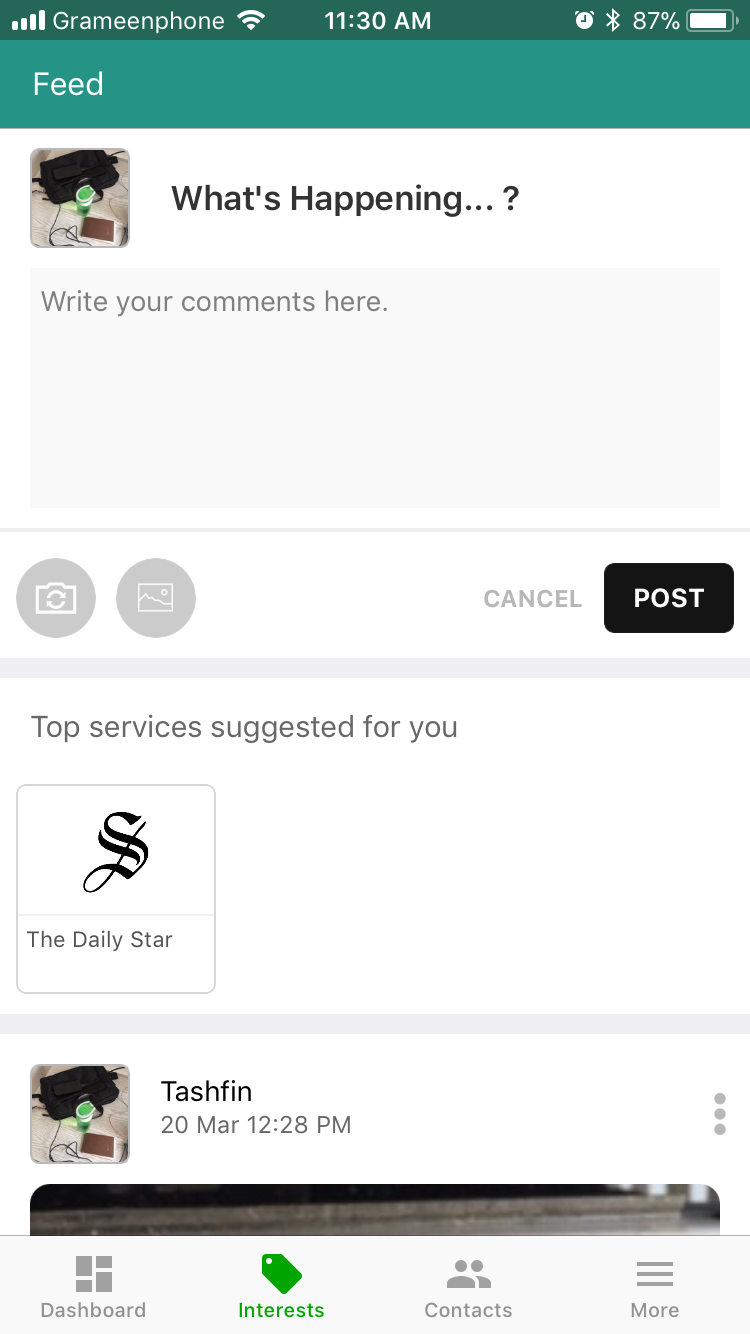 Grameenphone 11:30 AM 87%
Feed
What's Happening... ?
Write your comments here.
CANCEL POST
Top services suggested for you
S
The Daily Star
Tashfin
20 Mar 12:28 PM
Dashboard Interests Contacts More